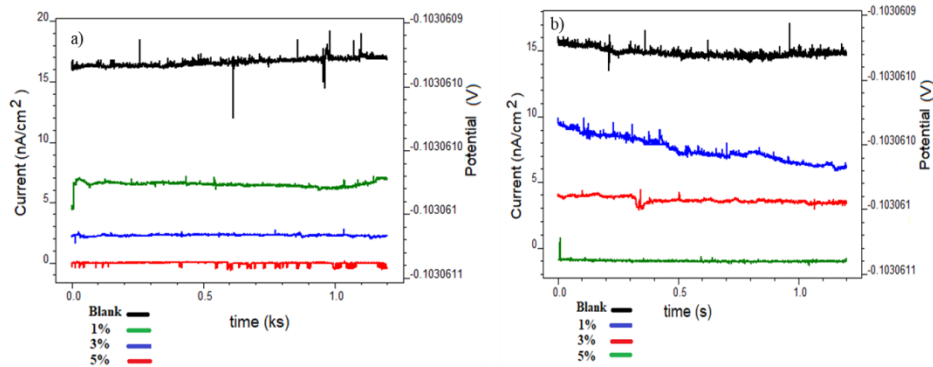 a)
20
15
10
5
0
Current (nA/cm²)
-0.1030609
-0.1030610
-0.1030610
-0.103061
-0.1030611
Potential (V)
0.0 0.5 1.0
time (ks)
Blank
1%
3%
5%
b)
15
10
5
0
Current (nA/cm²)
-0.1030609
-0.1030610
-0.1030610
-0.103061
-0.1030611
Potential (V)
0.0 0.5 1.0
time (s)
Blank
1%
3%
5%